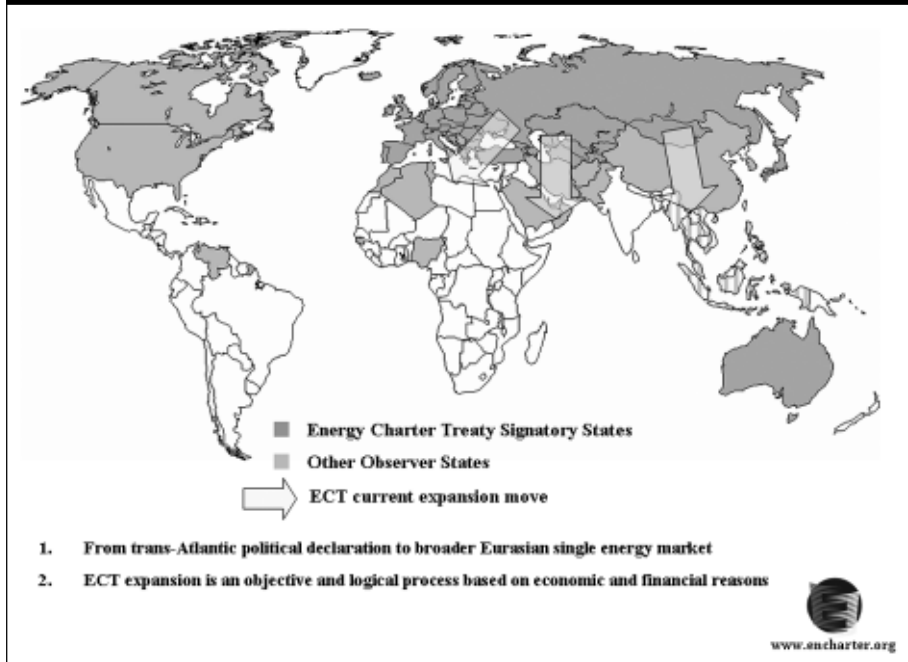 Energy Charter Treaty Signatory States
Other Observer States
ECT current expansion move
1. From trans-Atlantic political declaration to broader Eurasian single energy market
2. ECT expansion is an objective and logical process based on economic and financial reasons
www.encharter.org